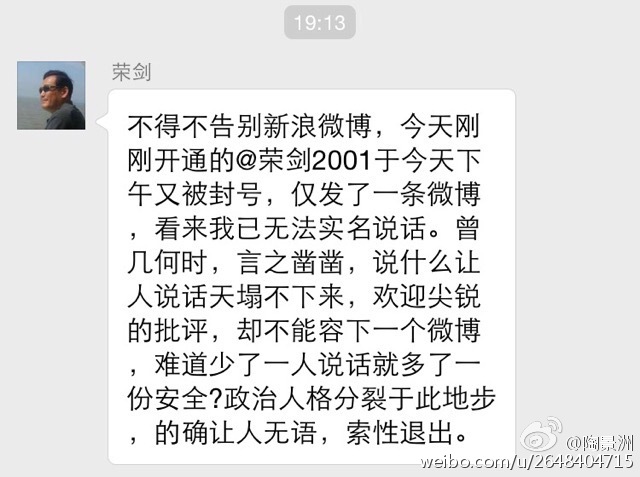 19:13
荣剑
不得不告别新浪微博，今天刚
刚开通的@荣剑2001于今天下
午又被封号，仅发了一条微博
，看来我已无法实名说话。曾
几何时，言之凿凿，说什么让
人说话天塌不下来，欢迎尖锐
的批评，却不能容下一个微博
，难道少了一人说话就多了一
份安全?政治人格分裂于此地步
，的确让人无语，索性退出。
@陶景洲
weibo.com/u/2648404715